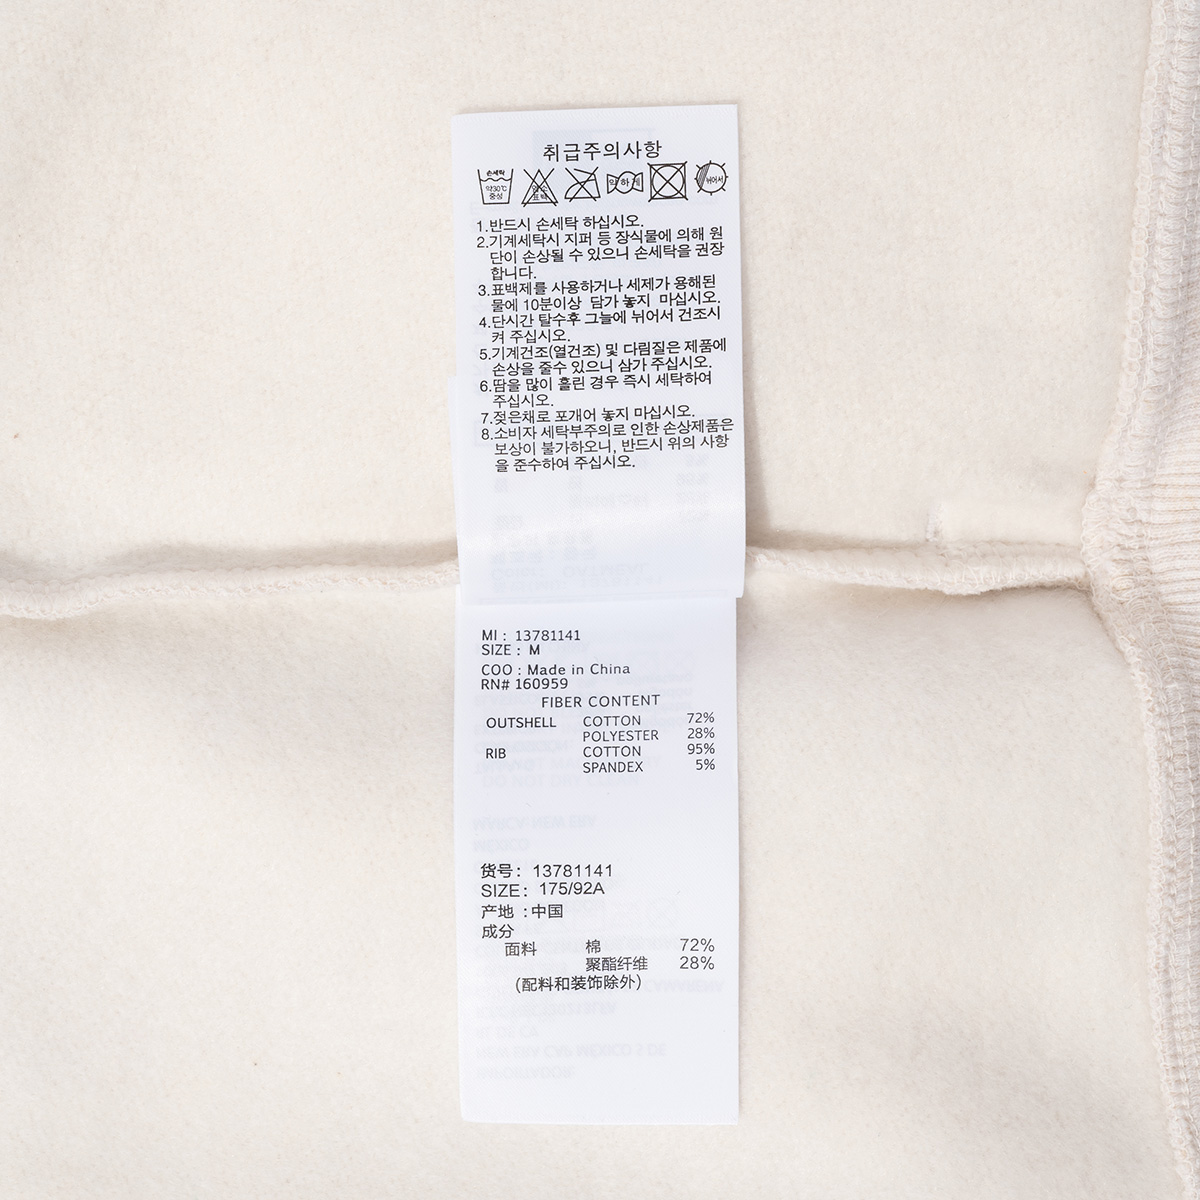 취급주의사항
손세탁
약30℃
중성
염소
표백
약하게
뉘어서
1.반드시 손세탁 하십시오.
2.기계세탁시 지퍼 등 장식물에 의해 원
단이 손상될 수 있으니 손세탁을 권장
합니다.
3.표백제를 사용하거나 세제가 용해된
물에 10분이상 담가 놓지 마십시오.
4.단시간 탈수후 그늘에 뉘어서 건조시
켜 주십시오.
5.기계건조(열건조) 및 다림질은 제품에
손상을 줄수 있으니 삼가 주십시오.
6.땀을 많이 흘린 경우 즉시 세탁하여
주십시오.
7.젖은채로 포개어 놓지 마십시오.
8.소비자 세탁부주의로 인한 손상제품은
보상이 불가하오니, 반드시 위의 사항
을 준수하여 주십시오.
MI : 13781141
SIZE : M
COO : Made in China
RN# 160959
FIBER CONTENT
OUTSHELL COTTON 72%
POLYESTER 28%
RIB COTTON 95%
SPANDEX 5%
货号: 13781141
SIZE: 175/92A
产地 :中国
成分
面料 棉 72%
聚酯纤维 28%
(配料和装饰除外)